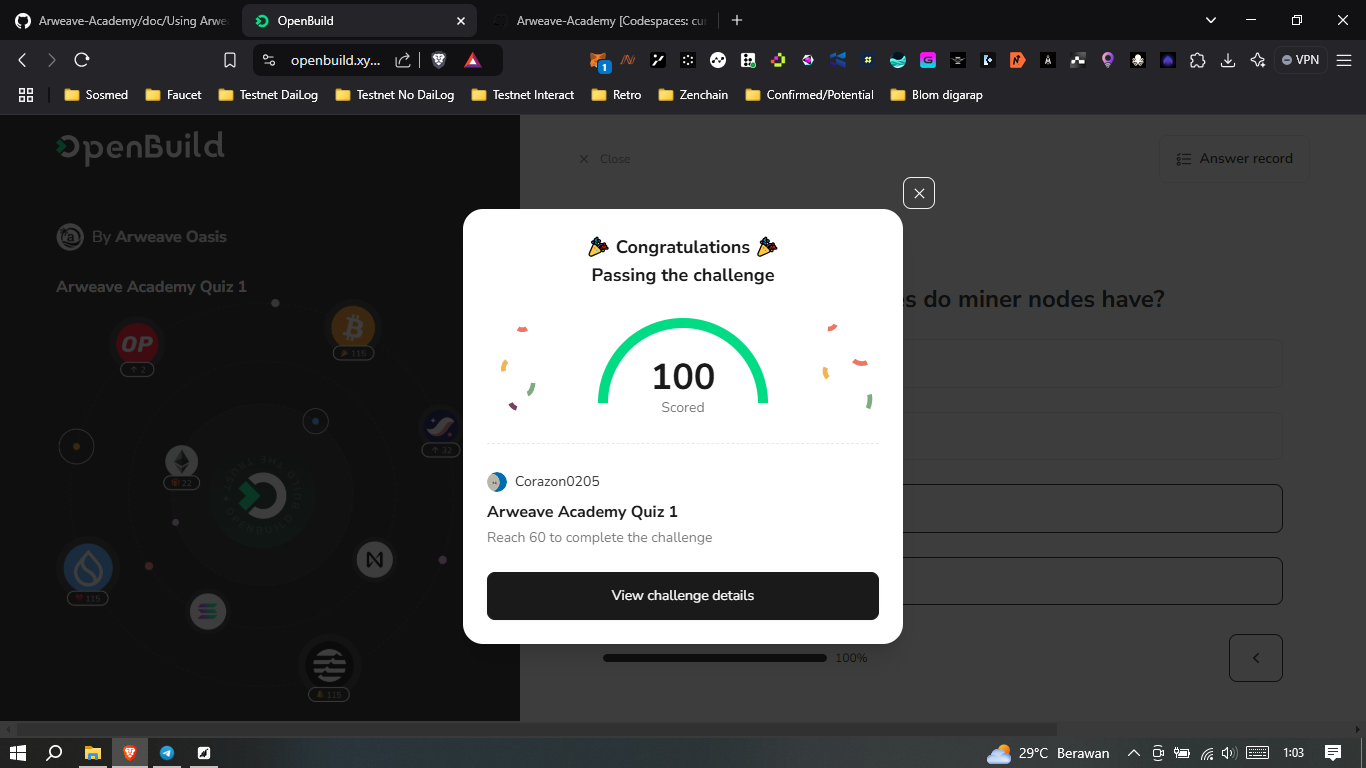 Arweave-Academy/doc/Using Arwe
OpenBuild
Arweave-Academy [Codespaces: cur
openbuild.xy...
1
VPN
Sosmed
Faucet
Testnet DaiLog
Testnet No DaiLog
Testnet Interact
Retro
Zenchain
Confirmed/Potential
Blom digarap
OpenBuild
Close
Answer record
By Arweave Oasis
Arweave Academy Quiz 1
OP
2
115
32
22
115
115
OPENBUILD
es do miner nodes have?
Congratulations
Passing the challenge
100
Scored
Corazon0205
Arweave Academy Quiz 1
Reach 60 to complete the challenge
View challenge details
100%
29°C Berawan
1:03